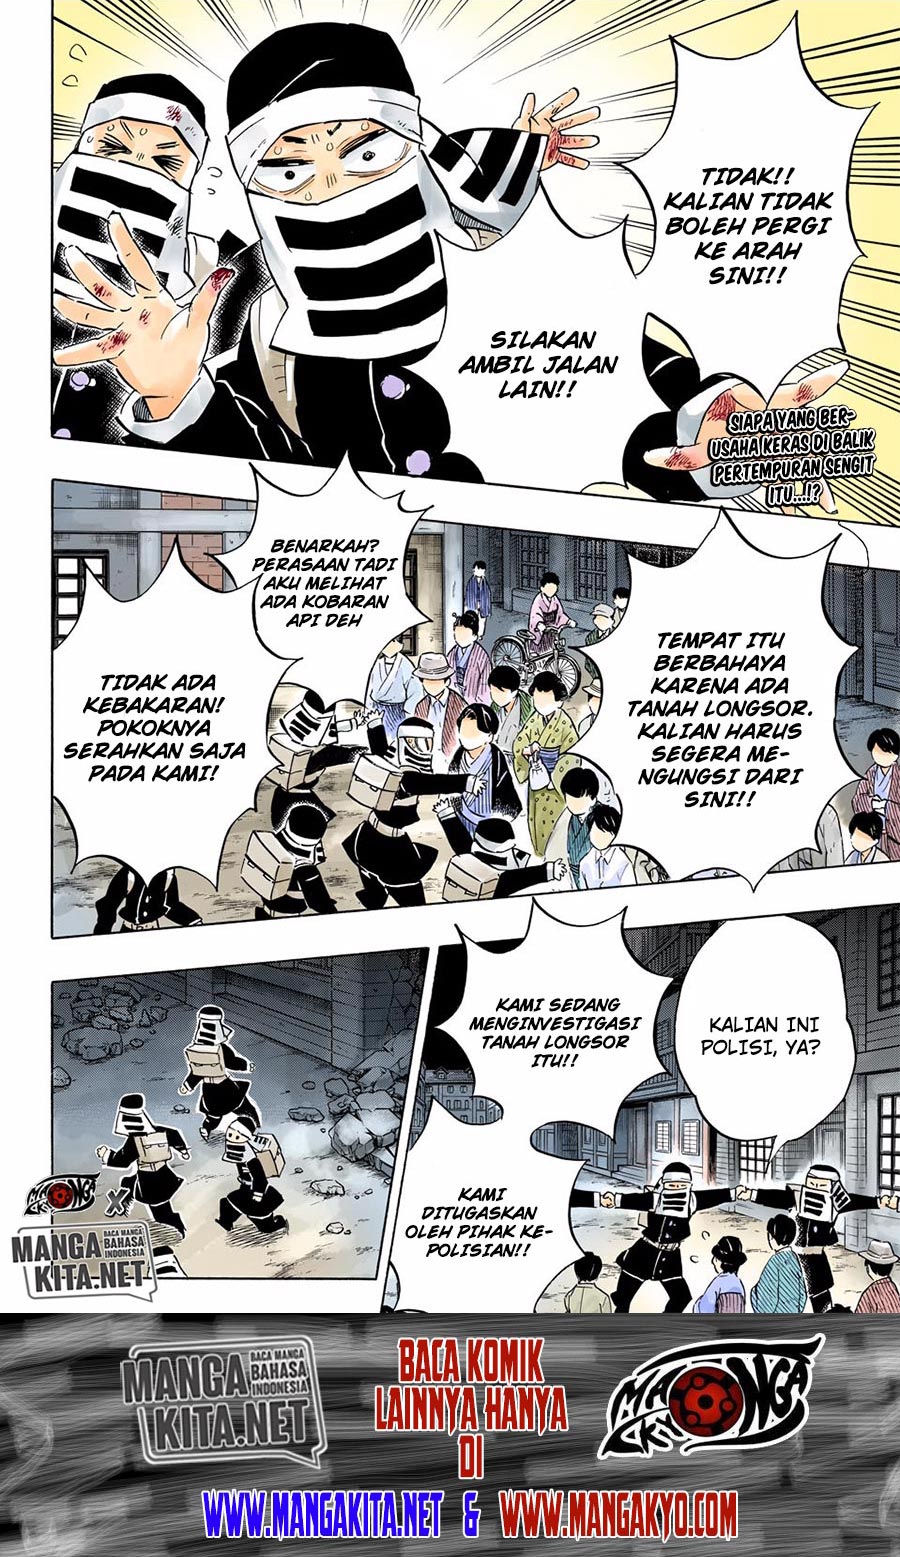 TIDAK!!
KALIAN TIDAK
BOLEH PERGI
KE ARAH
SINI!!
SILAKAN
AMBIL JALAN
LAIN!!
SIAPA YANG BER-
USAHA KERAS DI BALIK
PERTEMPURAN SENGIT
ITU...!?
TEMPAT ITU
BERBAHAYA
KARENA ADA
TANAH LONGSOR.
KALIAN HARUS
SEGERA ME-
NGUNGSI DARI
SINI!!
BENARKAH?
PERASAAN TADI
AKU MELIHAT
ADA KOBARAN
API DEH
TIDAK ADA
KEBAKARAN!
POKOKNYA
SERAHKAN SAJA
PADA KAMI!
KALIAN INI
POLISI, YA?
KAMI SEDANG
MENGINVESTIGASI
TANAH LONGSOR
ITU!!
KAMI
DITUGASKAN
OLEH PIHAK KE-
POLISIAN!!
MANGAKYO
X
MANGA BACA MANGA
BAHASA
INDONESIA
KITA.NET
MANGA BACA MANGA
BAHASA
INDONESIA
KITA.NET
BACA KOMIK
LAINNYA HANYA
DI
MANGA
KYO
WWW.MANGAKITA.NET & WWW.MANGAKYO.COM